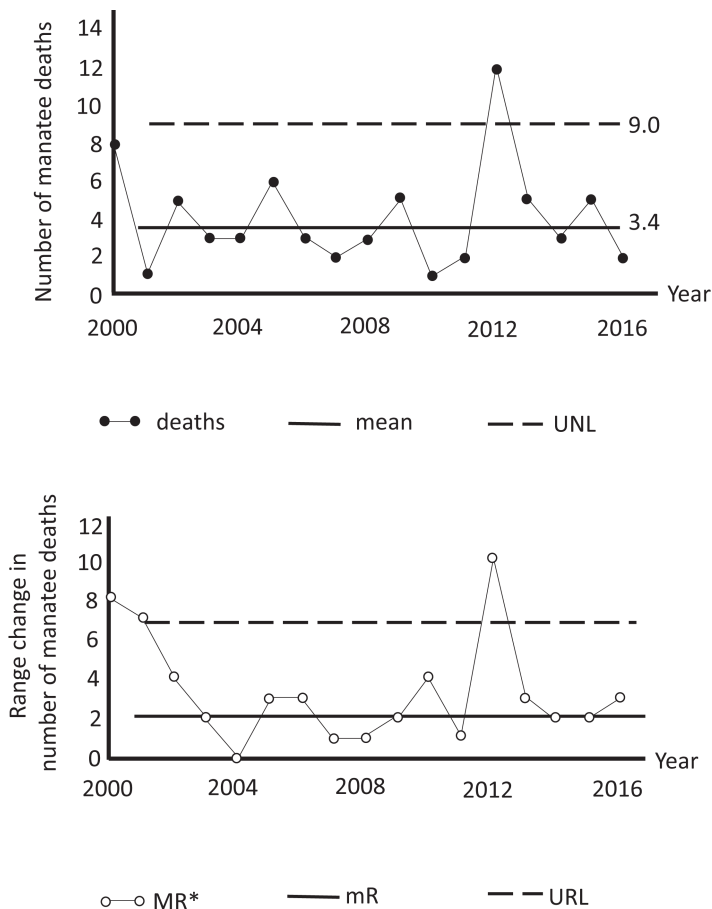 Number of manatee deaths
14
12
10
8
6
4
2
0
9.0
3.4
Year
2000 2004 2008 2012 2016
deaths mean UNL
Range change in
number of manatee deaths
12
10
8
6
4
2
0
Year
2000 2004 2008 2012 2016
MR* mR URL